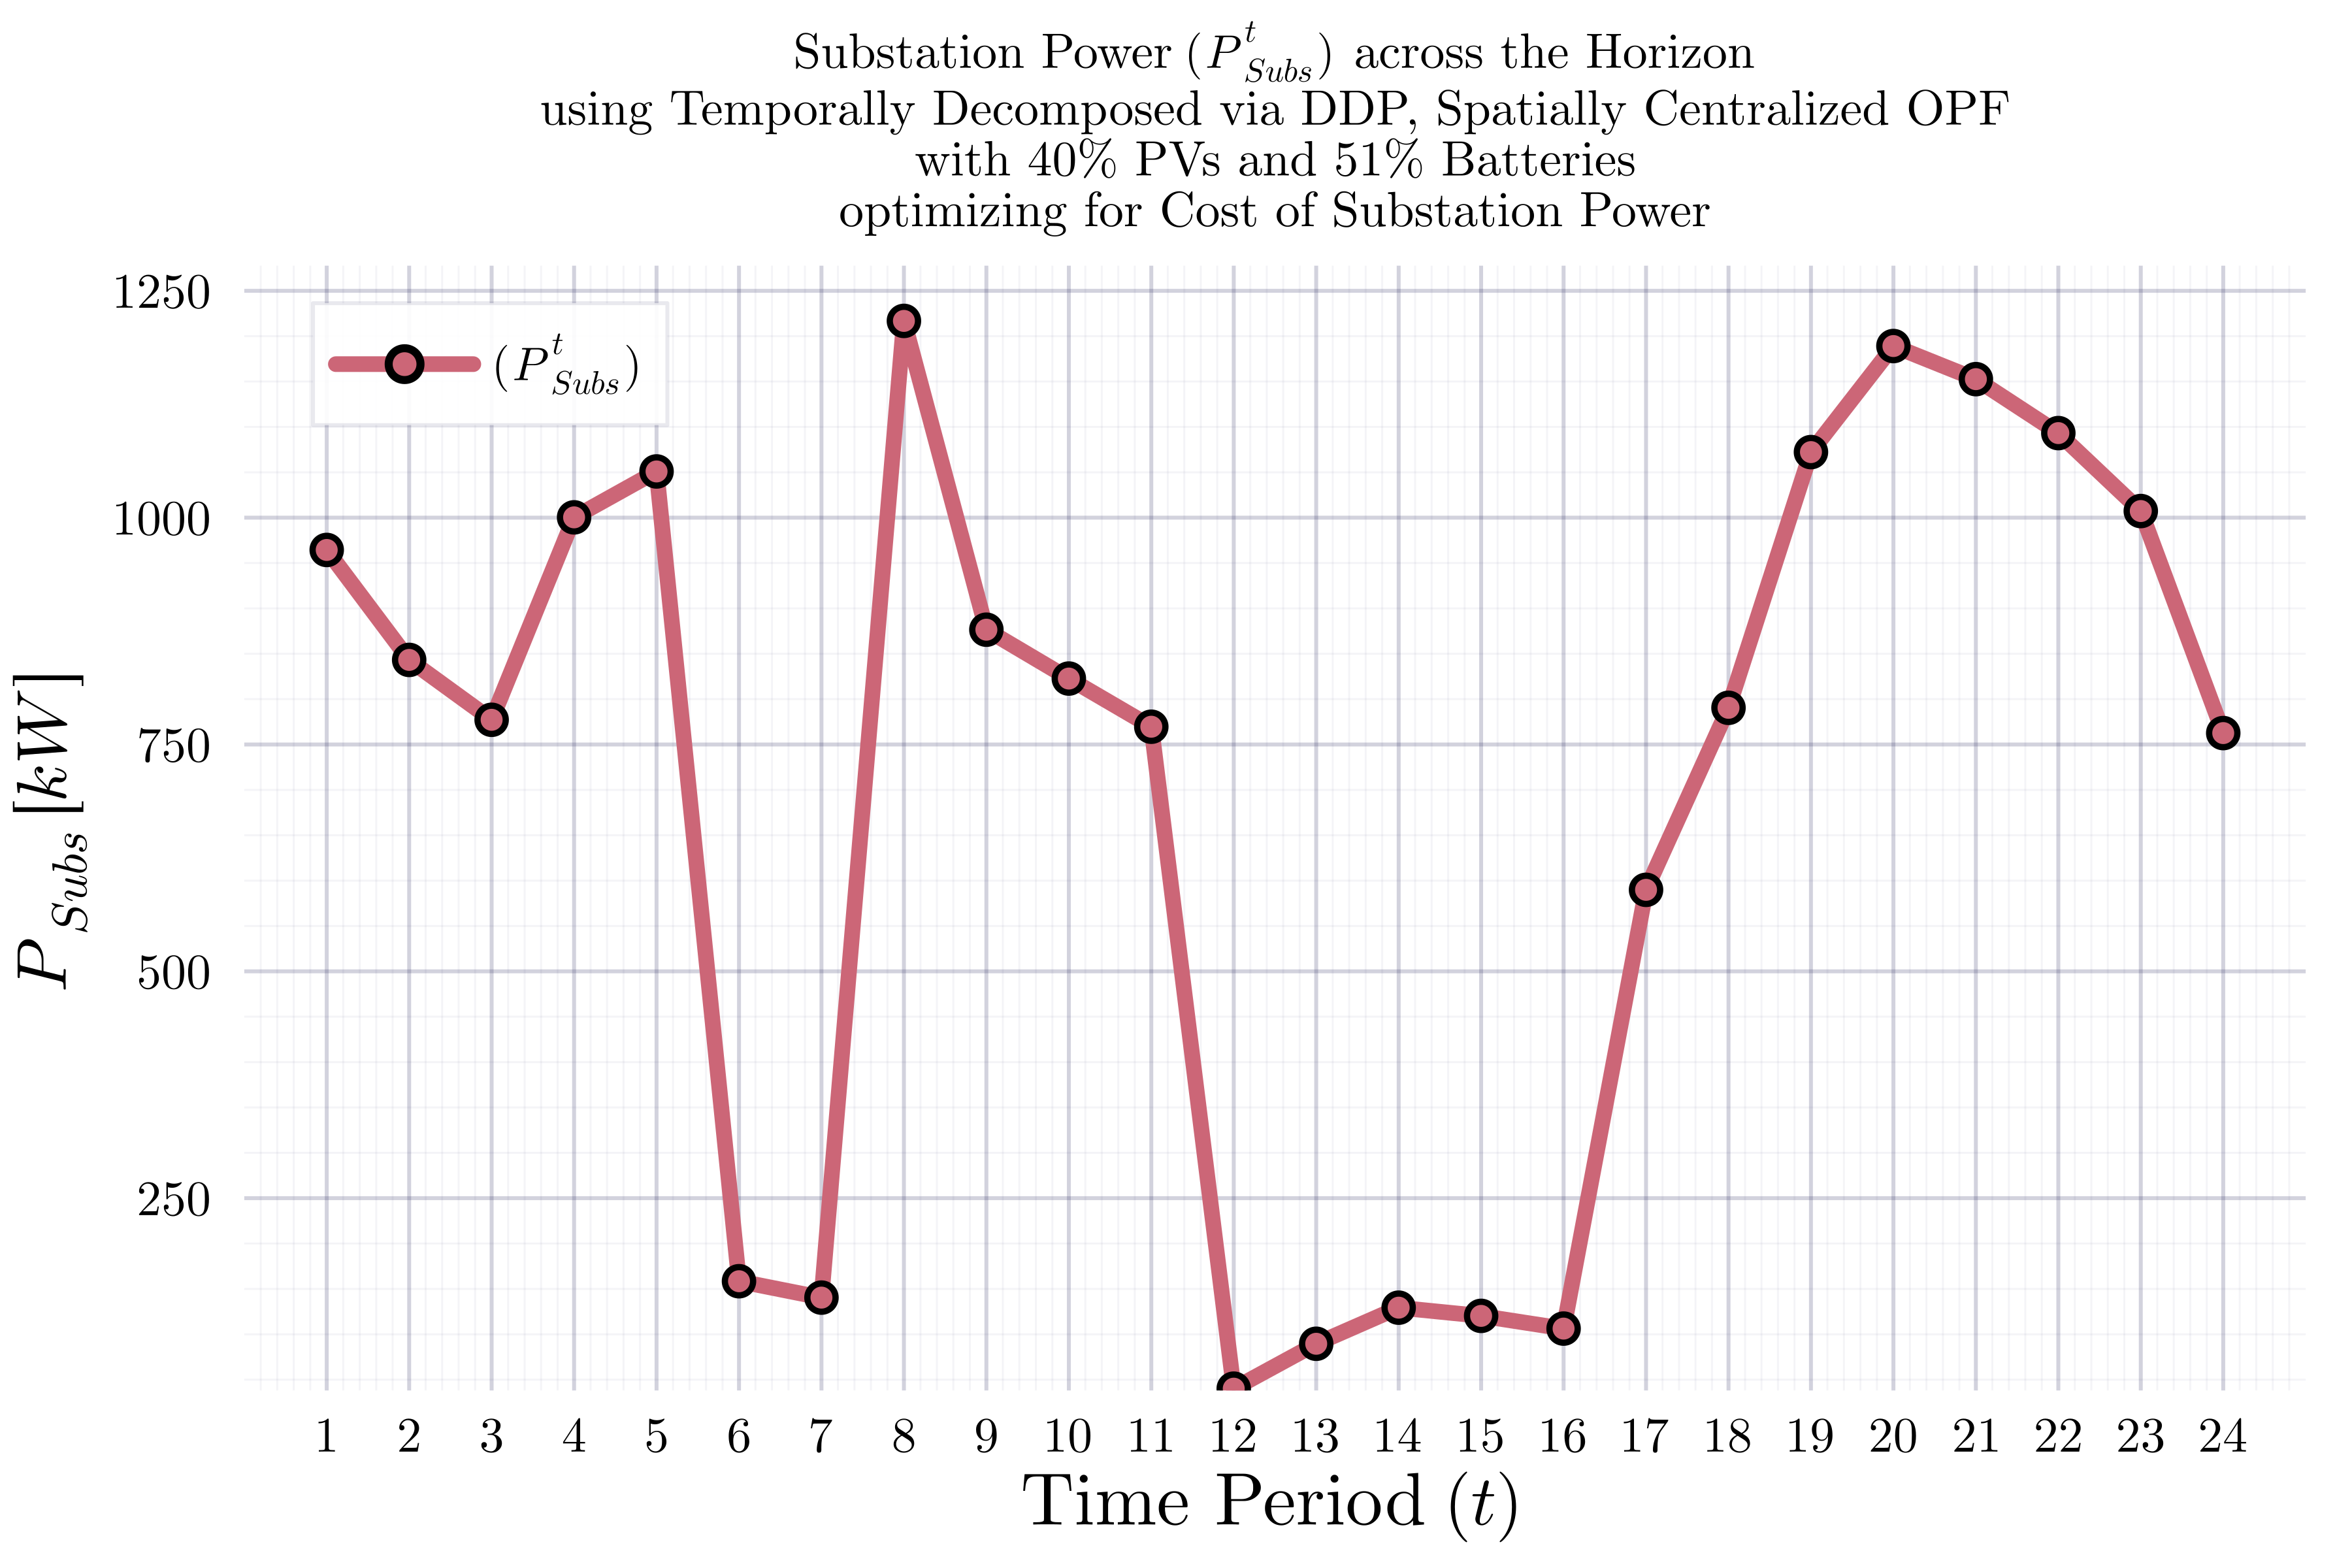 Substation Power (P^t_Subs) across the Horizon
using Temporally Decomposed via DDP, Spatially Centralized OPF
with 40% PVs and 51% Batteries
optimizing for Cost of Substation Power
(P^t_Subs)
P_Subs [kW]
1250
1000
750
500
250
1 2 3 4 5 6 7 8 9 10 11 12 13 14 15 16 17 18 19 20 21 22 23 24
Time Period (t)